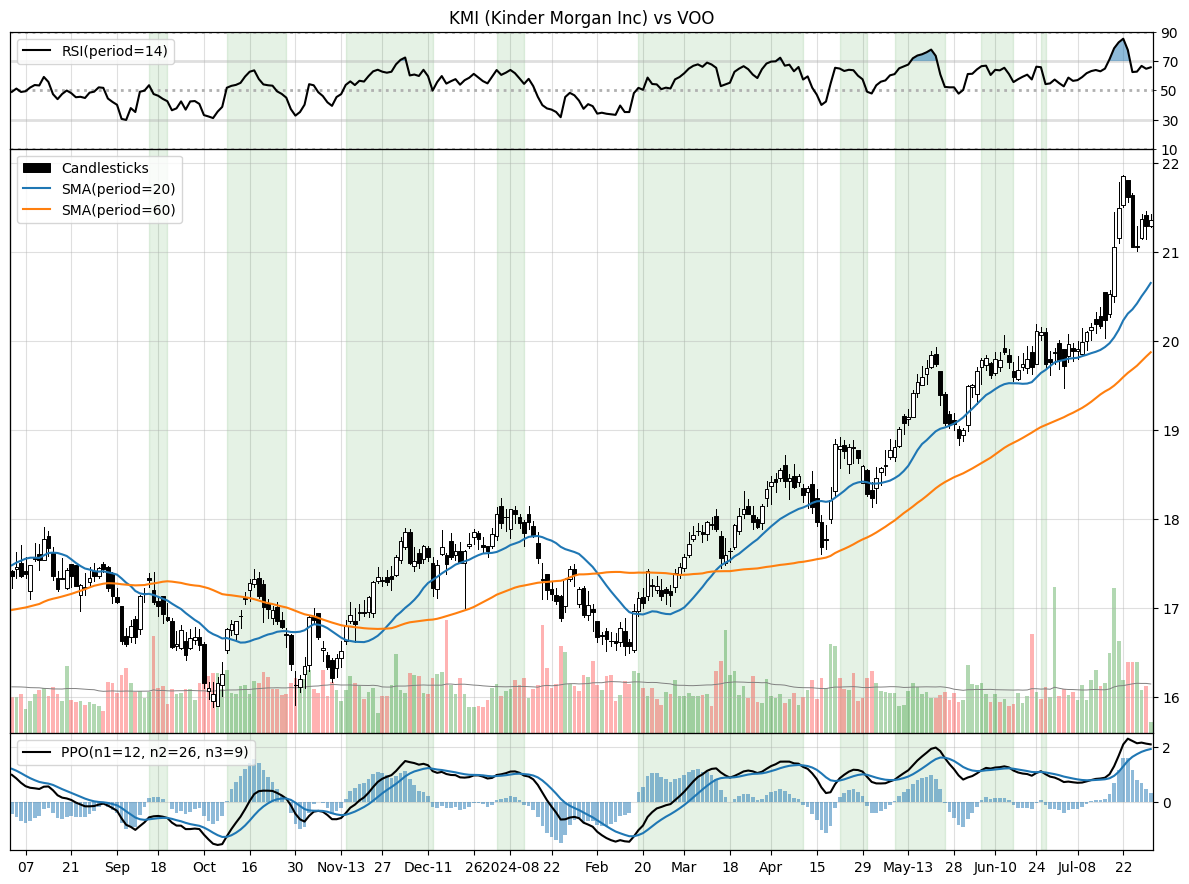 KMI (Kinder Morgan Inc) vs VOO
RSI(period=14)
90
70
50
30
10
Candlesticks
SMA(period=20)
SMA(period=60)
22
21
20
19
18
17
16
PPO(n1=12, n2=26, n3=9)
2
0
07 21 Sep 18 Oct 16 30 Nov-13 27 Dec-11 26 2024-08 22 Feb 20 Mar 18 Apr 15 29 May-13 28 Jun-10 24 Jul-08 22